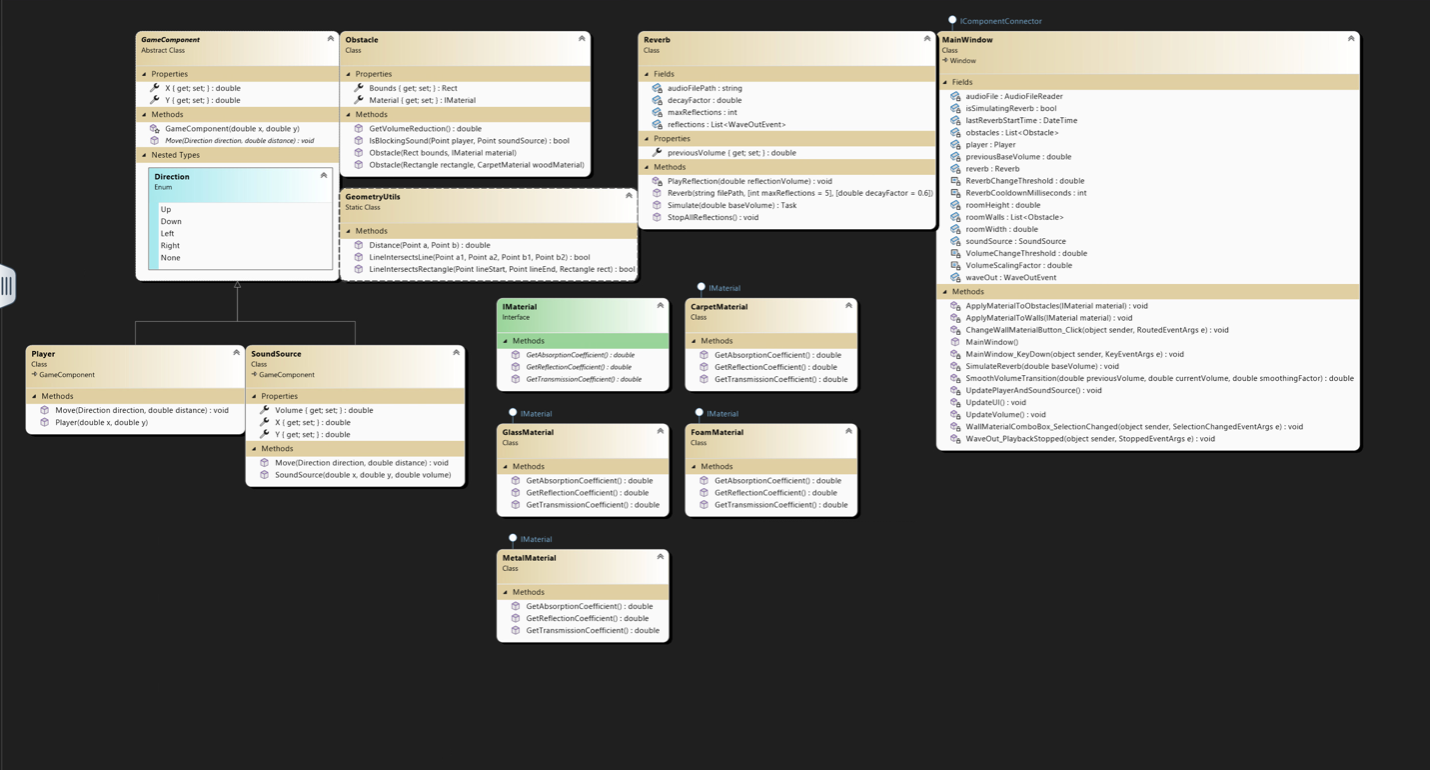 GameComponent
Abstract Class
Properties
X { get; set; } : double
Y { get; set; } : double
Methods
GameComponent(double x, double y)
Move(Direction direction, double distance) : void
Nested Types
Direction
Enum
Up
Down
Left
Right
None
Obstacle
Class
Properties
Bounds { get; set; } : Rect
Material { get; set; } : IMaterial
Methods
GetVolumeReduction() : double
IsBlockingSound(Point player, Point soundSource) : bool
Obstacle(Rect bounds, IMaterial material)
Obstacle(Rectangle rectangle, CarpetMaterial woodMaterial)
GeometryUtils
Static Class
Methods
Distance(Point a, Point b) : double
LineIntersectsLine(Point a1, Point a2, Point b1, Point b2) : bool
LineIntersectsRectangle(Point lineStart, Point lineEnd, Rectangle rect) : bool
Reverb
Class
Fields
audioFilePath : string
decayFactor : double
maxReflections : int
reflections : List<WaveOutEvent>
Properties
previousVolume { get; set; } : double
Methods
PlayReflection(double reflectionVolume) : void
Reverb(string filePath, [int maxReflections = 5], [double decayFactor = 0.6])
Simulate(double baseVolume) : Task
StopAllReflections() : void
IComponentConnector
MainWindow
Class
Window
Fields
audioFile : AudioFileReader
isSimulatingReverb : bool
lastReverbStartTime : DateTime
obstacles : List<Obstacle>
player : Player
previousBaseVolume : double
reverb : Reverb
ReverbChangeThreshold : double
ReverbCooldownMilliseconds : int
roomHeight : double
roomWalls : List<Obstacle>
roomWidth : double
soundSource : SoundSource
VolumeChangeThreshold : double
VolumeScalingFactor : double
waveOut : WaveOutEvent
Methods
ApplyMaterialToObstacles(IMaterial material) : void
ApplyMaterialToWalls(IMaterial material) : void
ChangeWallMaterialButton_Click(object sender, RoutedEventArgs e) : void
MainWindow()
MainWindow_KeyDown(object sender, KeyEventArgs e) : void
SimulateReverb(double baseVolume) : void
SmoothVolumeTransition(double previousVolume, double currentVolume, double smoothingFactor) : double
UpdatePlayerAndSoundSource() : void
UpdateUI() : void
UpdateVolume() : void
WallMaterialComboBox_SelectionChanged(object sender, SelectionChangedEventArgs e) : void
WaveOut_PlaybackStopped(object sender, StoppedEventArgs e) : void
Player
Class
GameComponent
Methods
Move(Direction direction, double distance) : void
Player(double x, double y)
SoundSource
Class
GameComponent
Properties
Volume { get; set; } : double
X { get; set; } : double
Y { get; set; } : double
Methods
Move(Direction direction, double distance) : void
SoundSource(double x, double y, double volume)
IMaterial
Interface
Methods
GetAbsorptionCoefficient() : double
GetReflectionCoefficient() : double
GetTransmissionCoefficient() : double
IMaterial
CarpetMaterial
Class
Methods
GetAbsorptionCoefficient() : double
GetReflectionCoefficient() : double
GetTransmissionCoefficient() : double
IMaterial
GlassMaterial
Class
Methods
GetAbsorptionCoefficient() : double
GetReflectionCoefficient() : double
GetTransmissionCoefficient() : double
IMaterial
FoamMaterial
Class
Methods
GetAbsorptionCoefficient() : double
GetReflectionCoefficient() : double
GetTransmissionCoefficient() : double
IMaterial
MetalMaterial
Class
Methods
GetAbsorptionCoefficient() : double
GetReflectionCoefficient() : double
GetTransmissionCoefficient() : double